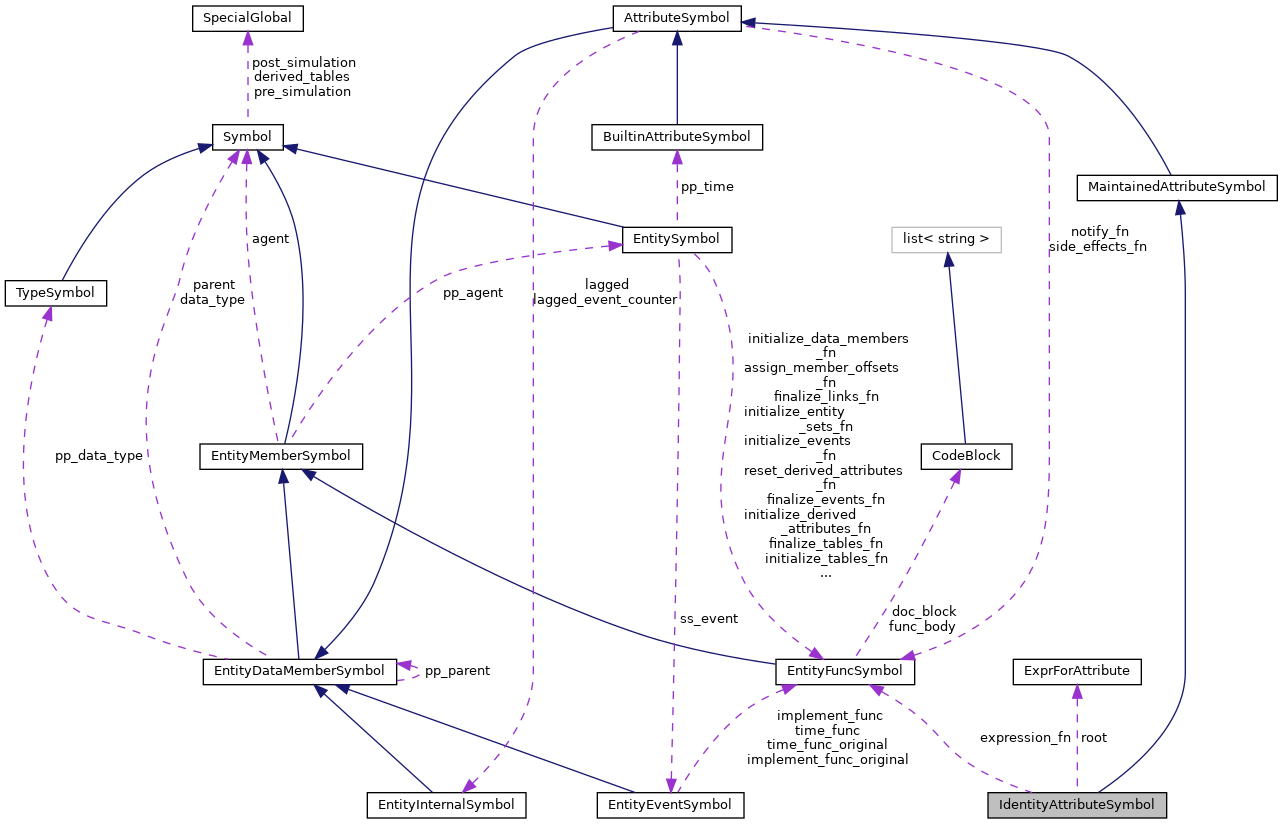 SpecialGlobal
AttributeSymbol
post_simulation
derived_tables
pre_simulation
Symbol
BuiltinAttributeSymbol
MaintainedAttributeSymbol
pp_time
EntitySymbol
list< string >
notify_fn
side_effects_fn
agent
TypeSymbol
parent
data_type
pp_agent
lagged
lagged_event_counter
initialize_data_members
_fn
assign_member_offsets
_fn
finalize_links_fn
initialize_entity
_sets_fn
initialize_events
_fn
reset_derived_attributes
_fn
finalize_events_fn
initialize_derived
_attributes_fn
finalize_tables_fn
initialize_tables_fn
...
pp_data_type
EntityMemberSymbol
CodeBlock
ss_event
doc_block
func_body
EntityDataMemberSymbol
pp_parent
EntityFuncSymbol
ExprForAttribute
implement_func
time_func
time_func_original
implement_func_original
expression_fn
root
EntityInternalSymbol
EntityEventSymbol
IdentityAttributeSymbol